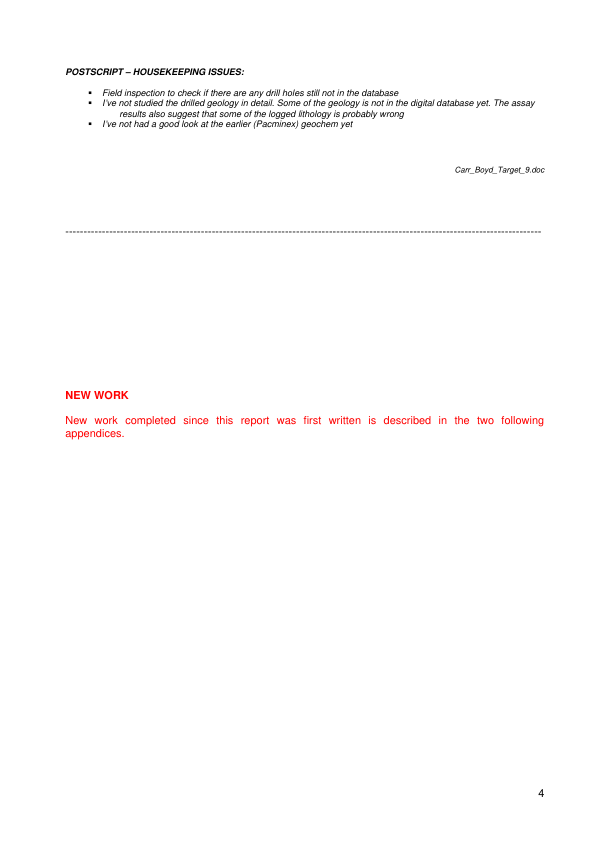 POSTSCRIPT – HOUSEKEEPING ISSUES:
▪ Field inspection to check if there are any drill holes still not in the database
▪ I've not studied the drilled geology in detail. Some of the geology is not in the digital database yet. The assay
results also suggest that some of the logged lithology is probably wrong
▪ I've not had a good look at the earlier (Pacminex) geochem yet
Carr_Boyd_Target_9.doc
-----------------------------------------------------------------------------------------------------------------------------------
NEW WORK
New work completed since this report was first written is described in the two following
appendices.
4